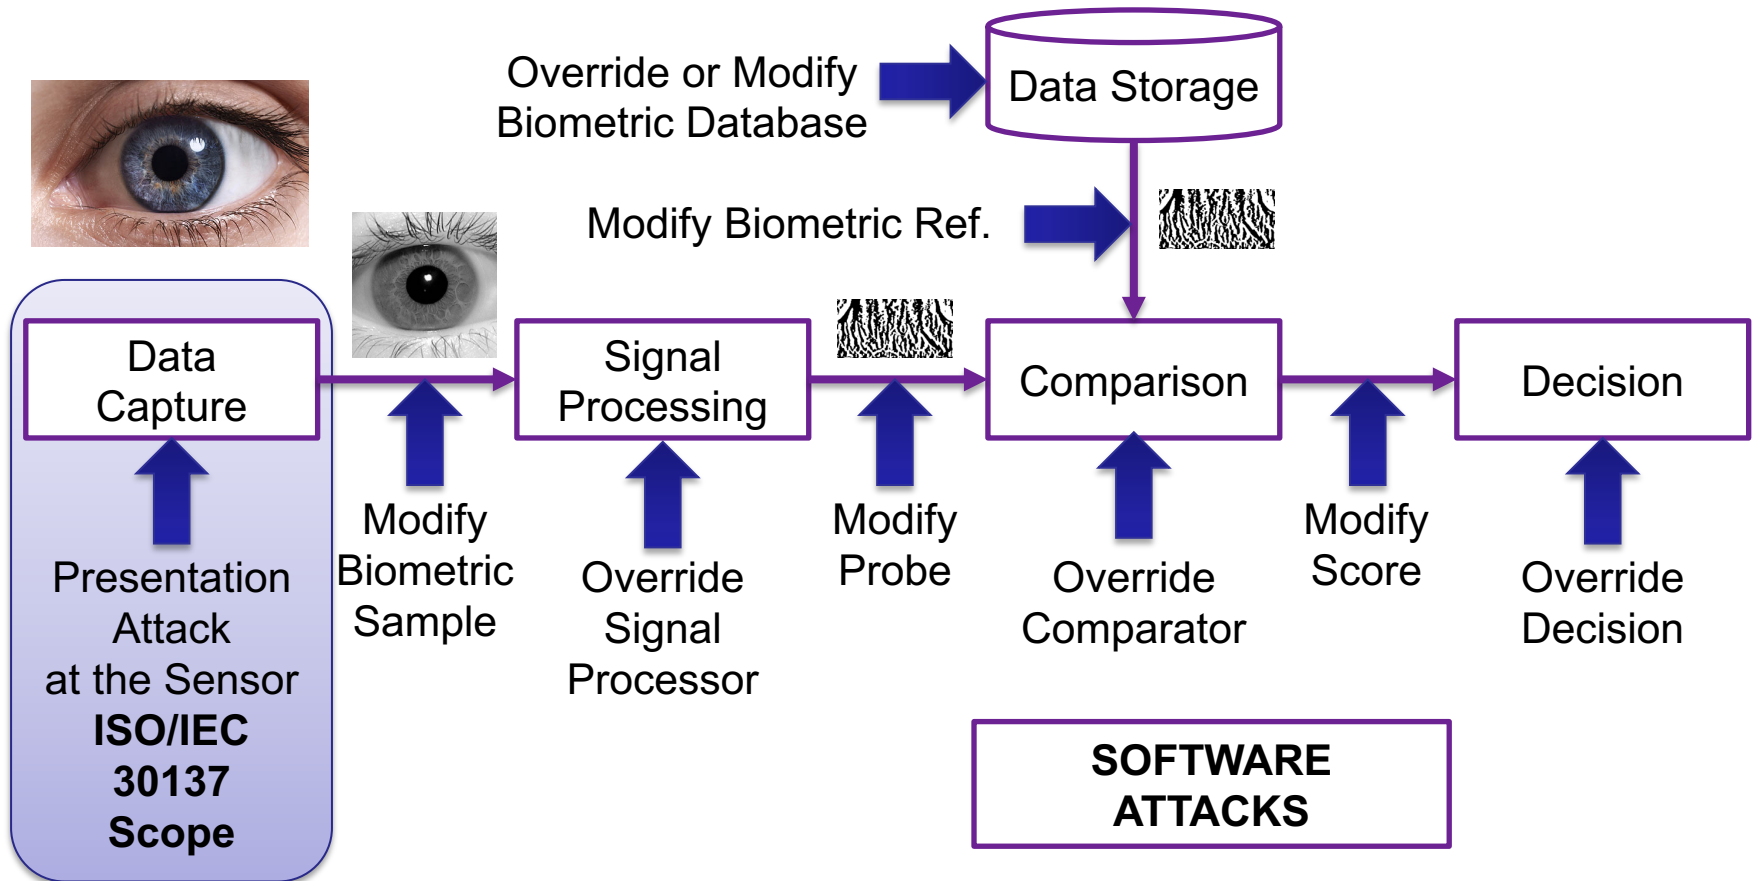 Override or Modify
Biometric Database
Data Storage
Modify Biometric Ref.
Data
Capture
Signal
Processing
Comparison
Decision
Presentation
Attack
at the Sensor
ISO/IEC
30137
Scope
Modify
Biometric
Sample
Override
Signal
Processor
Modify
Probe
Override
Comparator
Modify
Score
Override
Decision
SOFTWARE
ATTACKS